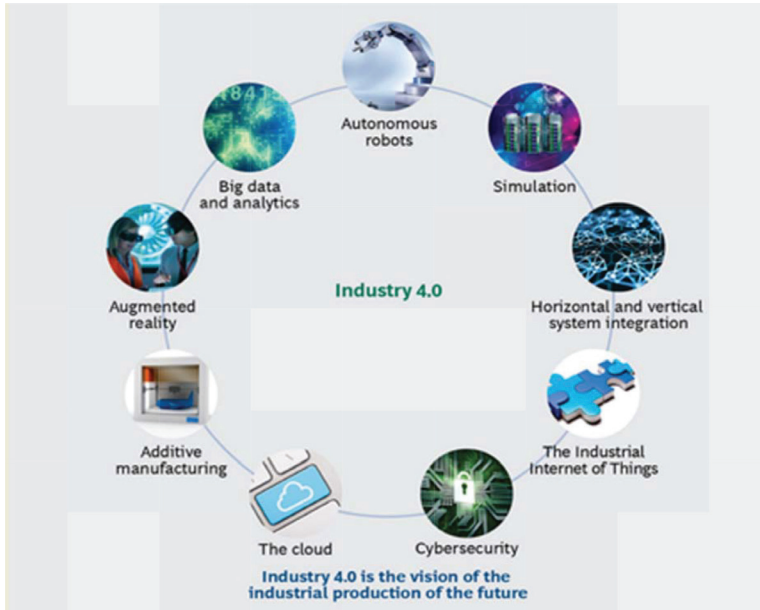 18415
Autonomous
robots
Simulation
Big data
and analytics
Horizontal and vertical
system integration
Augmented
reality
Industry 4.0
The Industrial
Internet of Things
Additive
manufacturing
Cybersecurity
The cloud
Industry 4.0 is the vision of the
industrial production of the future